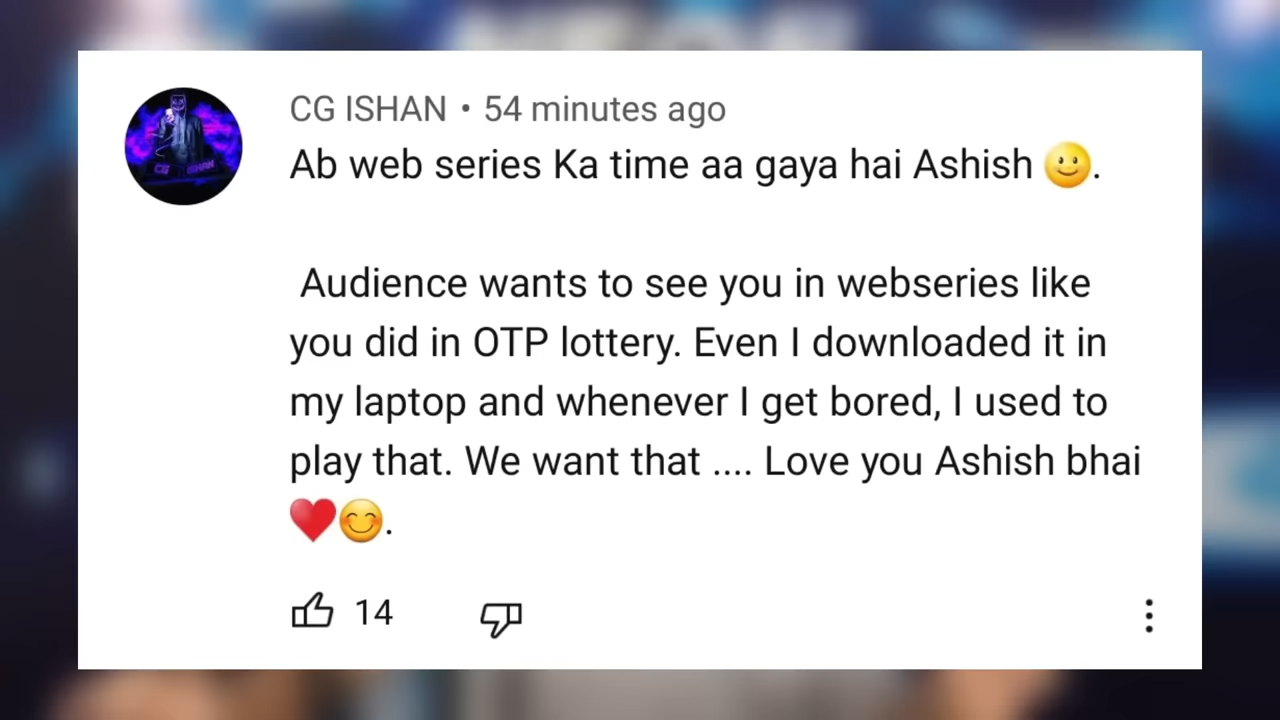 CG ISHAN • 54 minutes ago
Ab web series Ka time aa gaya hai Ashish 🙂.
Audience wants to see you in webseries like
you did in OTP lottery. Even I downloaded it in
my laptop and whenever I get bored, I used to
play that. We want that .... Love you Ashish bhai
♥️😊.
14
CG ISHAN